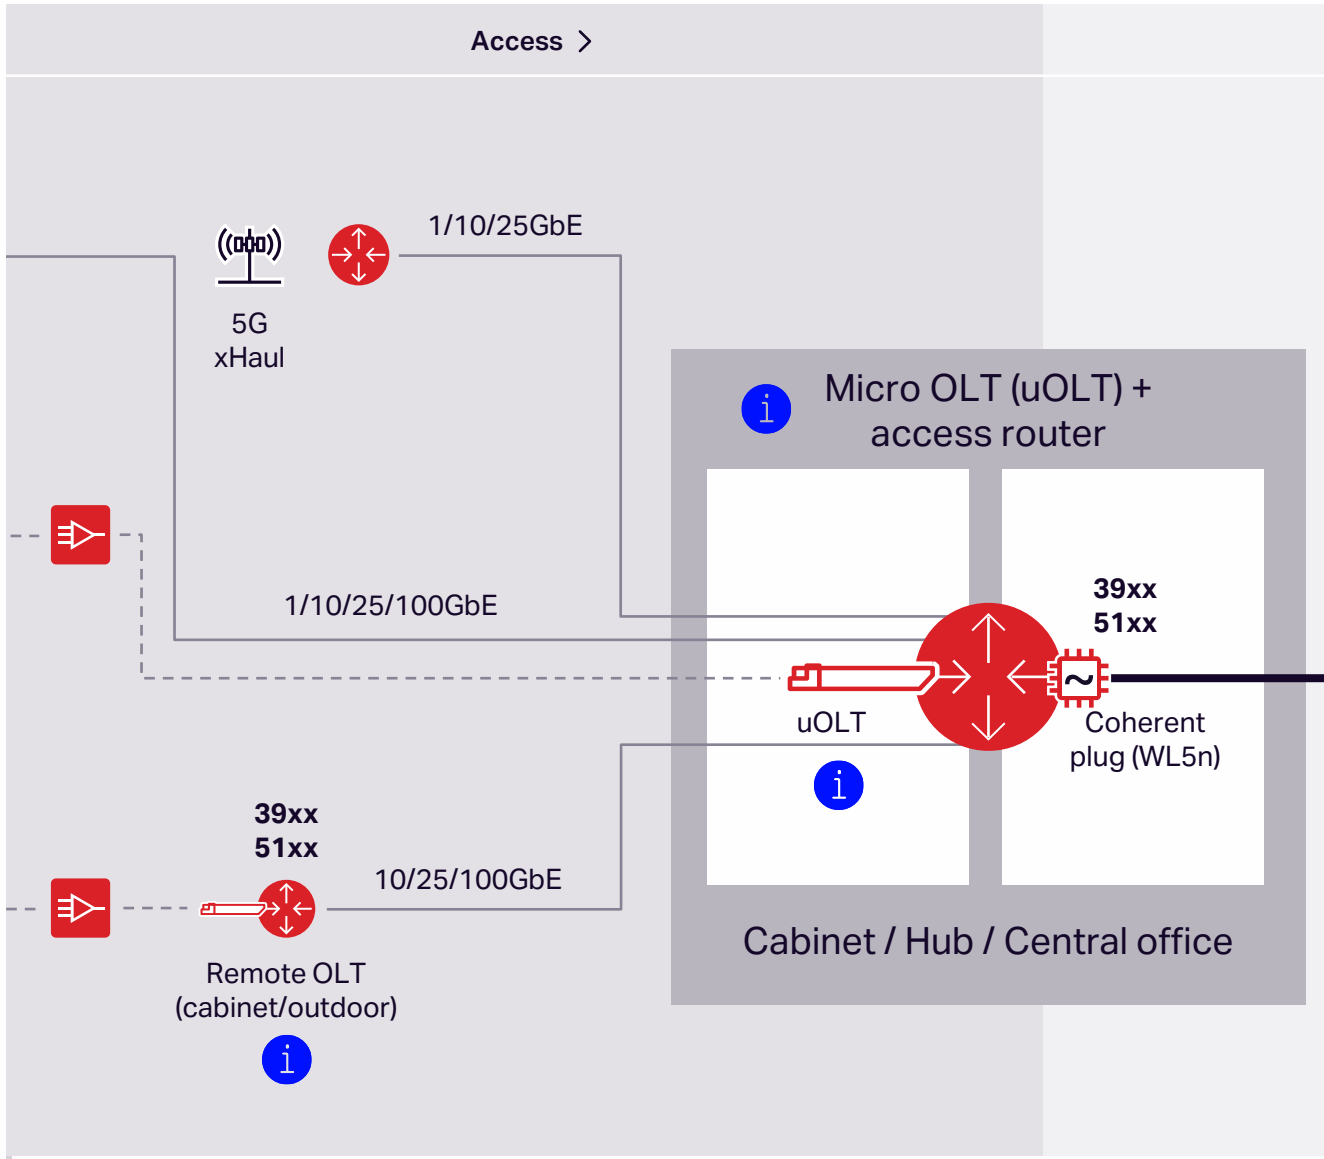 Access >
1/10/25GbE
5G
xHaul
Micro OLT (uOLT) +
access router
39xx
51xx
1/10/25/100GbE
uOLT
Coherent
plug (WL5n)
39xx
51xx
10/25/100GbE
Cabinet / Hub / Central office
Remote OLT
(cabinet/outdoor)